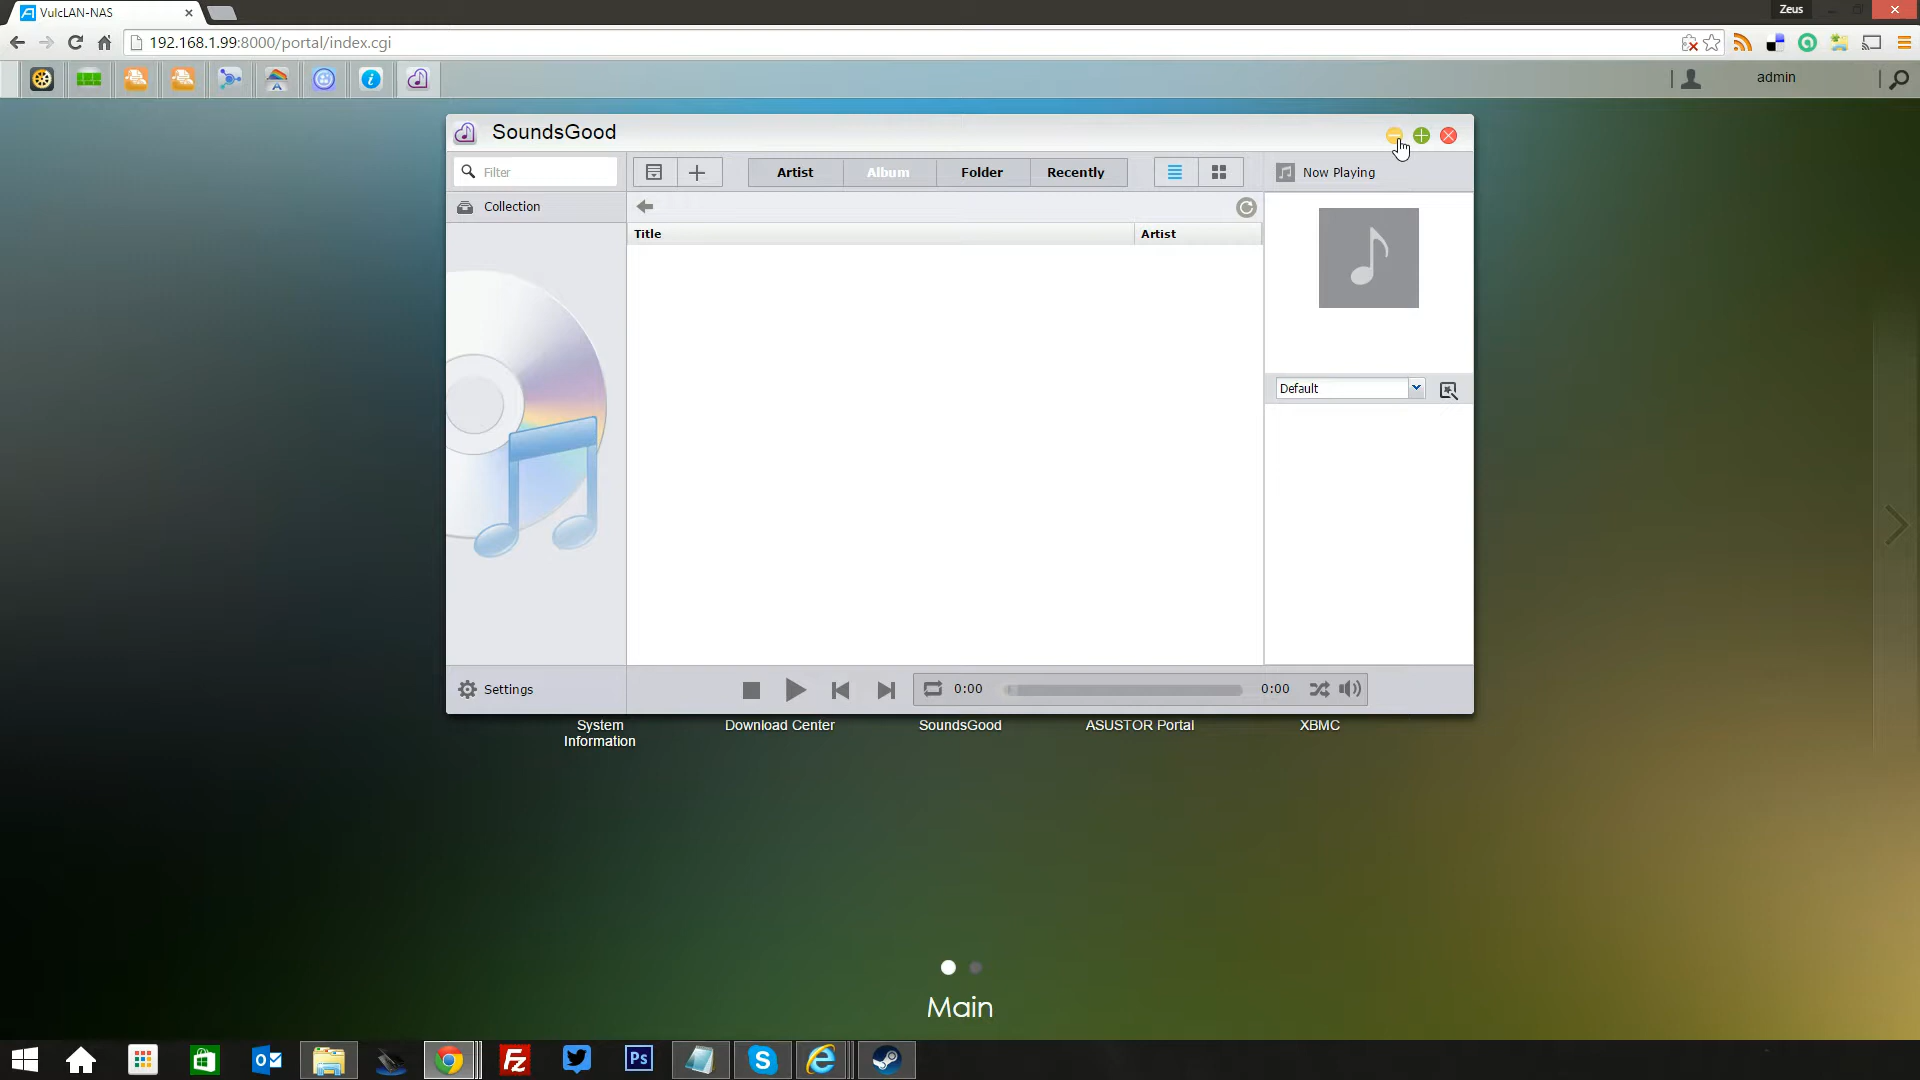 VulcLAN-NAS
Zeus
192.168.1.99:8000/portal/index.cgi
admin
SoundsGood
Filter
Artist
Album
Folder
Recently
Now Playing
Collection
Title
Artist
Default
Settings
0:00
0:00
System
Information
Download Center
SoundsGood
ASUSTOR Portal
XBMC
Main
Ps